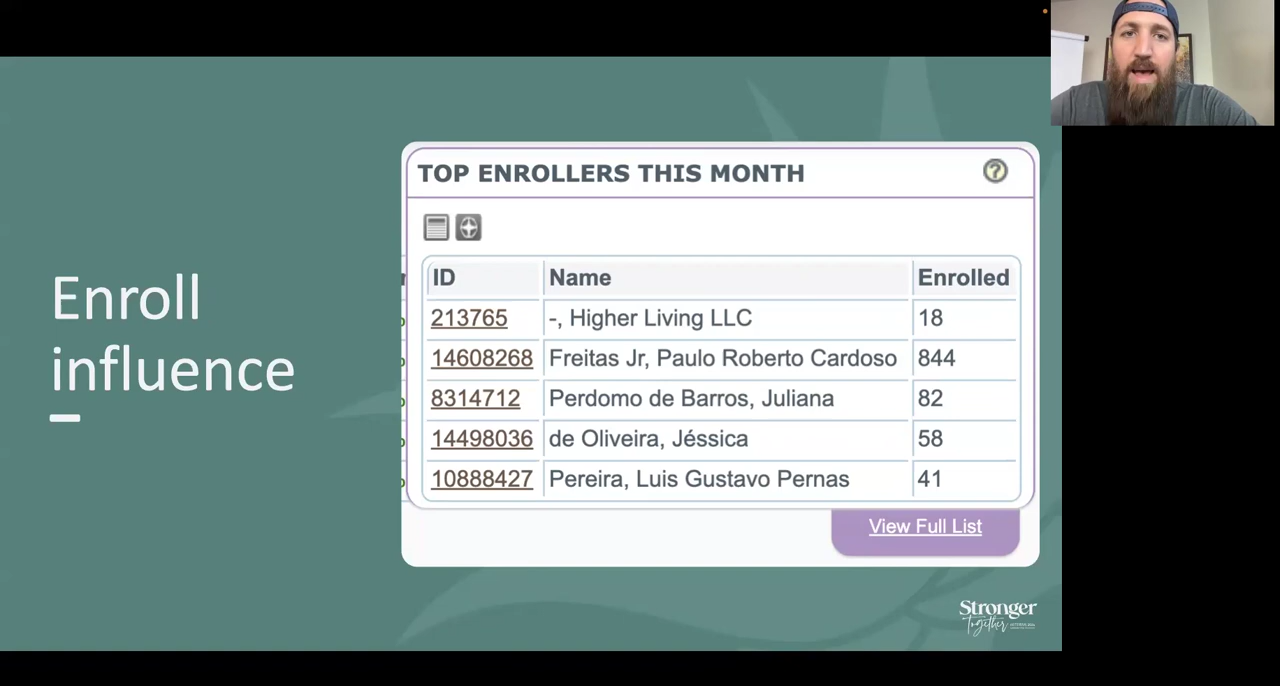 Enroll
influence
TOP ENROLLERS THIS MONTH
?
ID Name Enrolled
213765 -, Higher Living LLC 18
14608268 Freitas Jr, Paulo Roberto Cardoso 844
8314712 Perdomo de Barros, Juliana 82
14498036 de Oliveira, Jéssica 58
10888427 Pereira, Luis Gustavo Pernas 41
View Full List
Stronger
Together